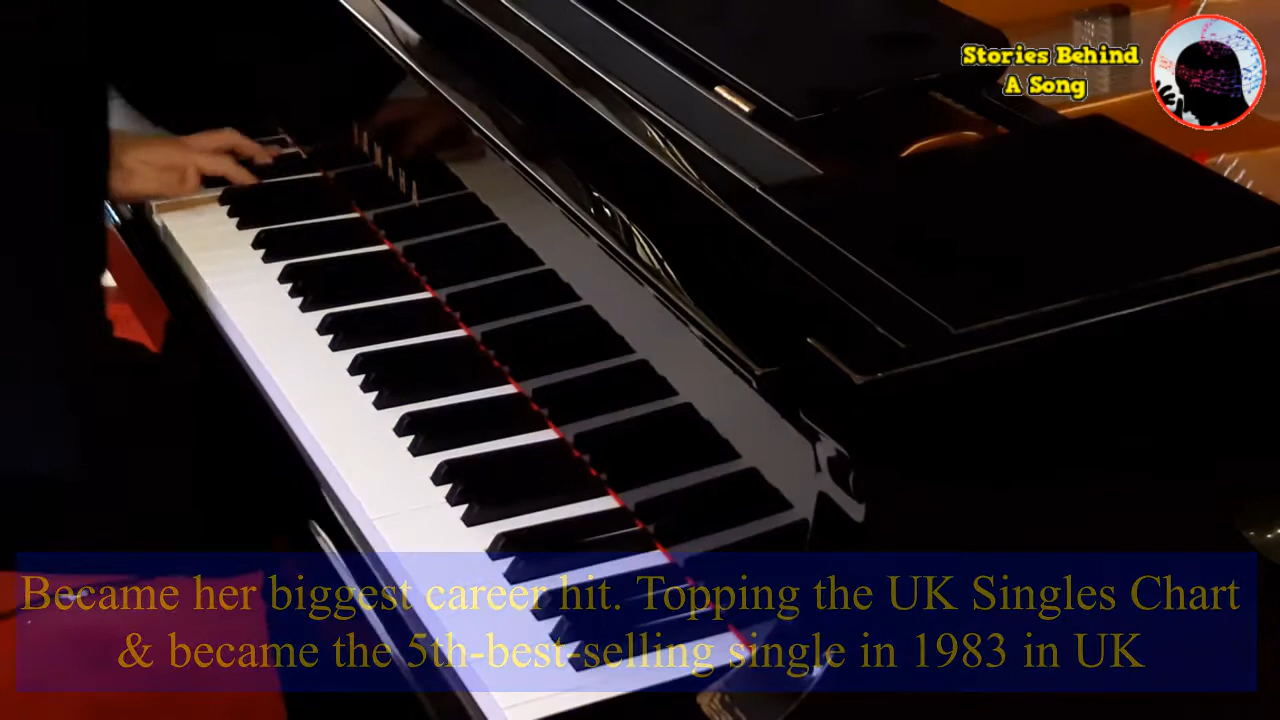 Stories Behind
A Song
YAMAHA
Became her biggest career hit. Topping the UK Singles Chart
& became the 5th-best-selling single in 1983 in UK